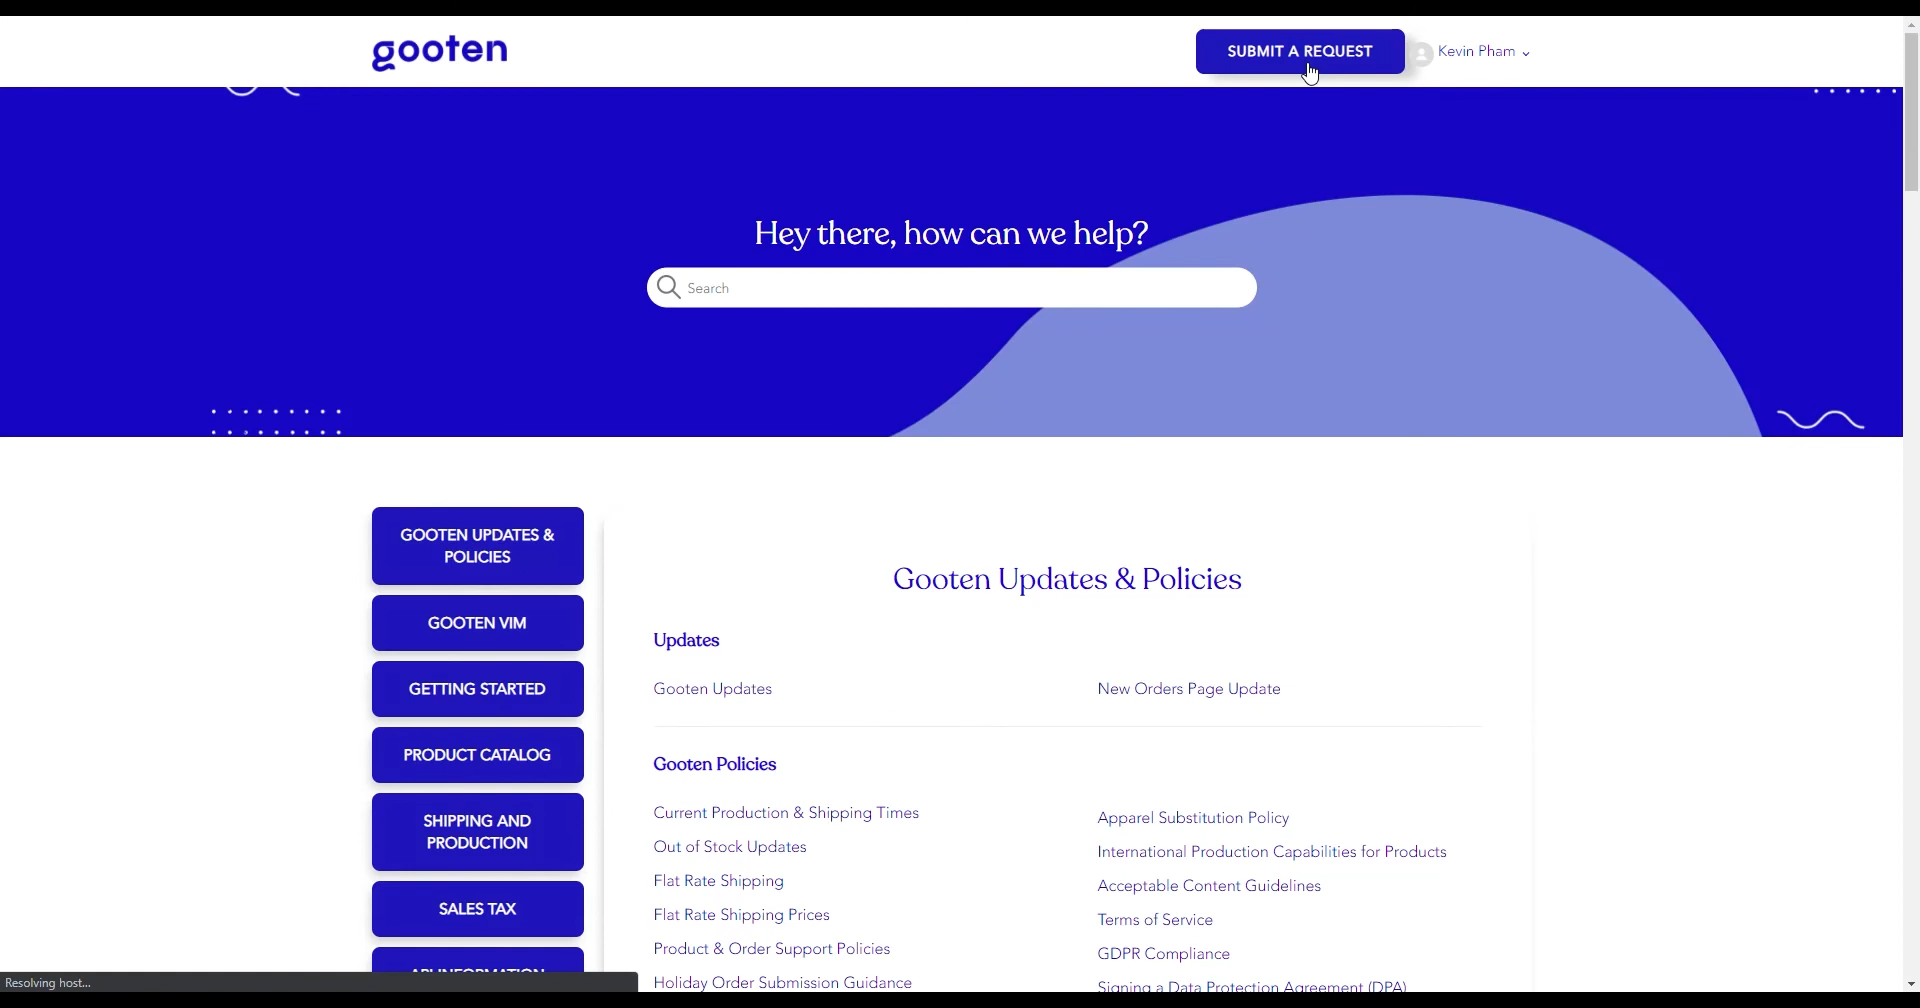 gooten
SUBMIT A REQUEST
Kevin Pham
Hey there, how can we help?
Search
GOOTEN UPDATES &
POLICIES
GOOTEN VIM
GETTING STARTED
PRODUCT CATALOG
SHIPPING AND
PRODUCTION
SALES TAX
API INFORMATION
Gooten Updates & Policies
Updates
Gooten Updates
New Orders Page Update
Gooten Policies
Current Production & Shipping Times
Out of Stock Updates
Flat Rate Shipping
Flat Rate Shipping Prices
Product & Order Support Policies
Holiday Order Submission Guidance
Apparel Substitution Policy
International Production Capabilities for Products
Acceptable Content Guidelines
Terms of Service
GDPR Compliance
Signing a Data Protection Agreement (DPA)
Resolving host...